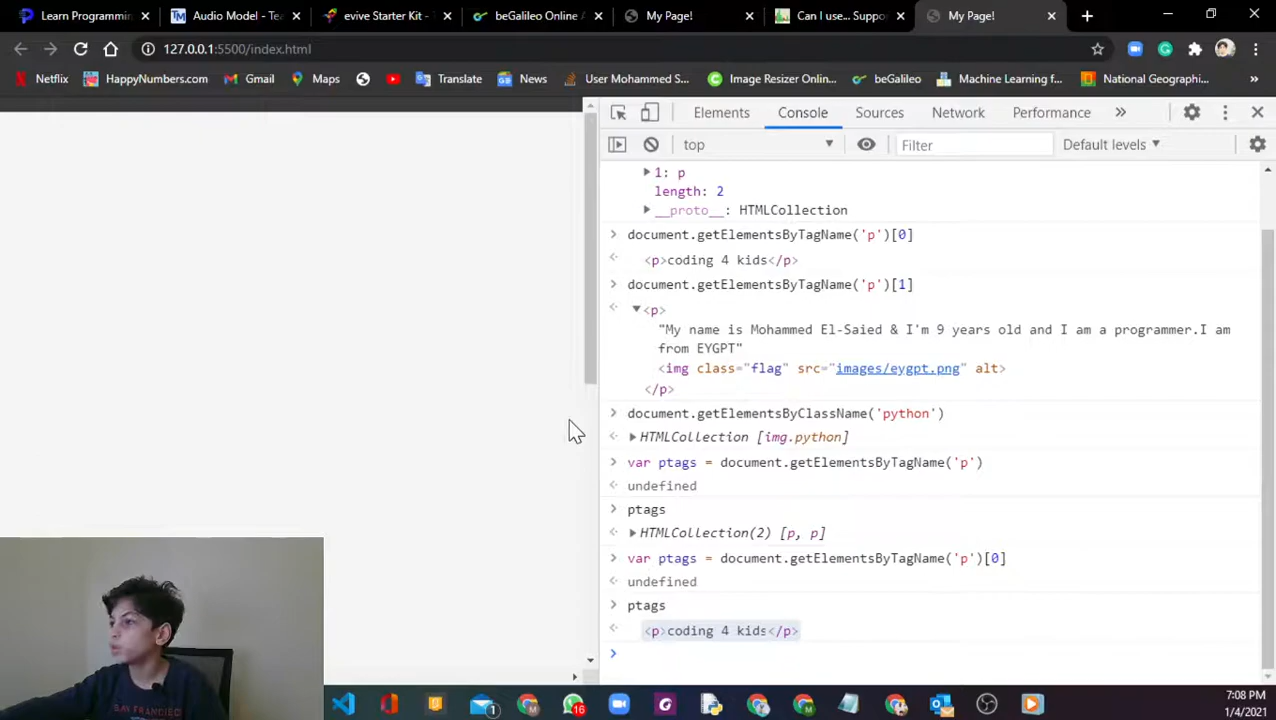 Learn Programmin
Audio Model - Tea
evive Starter Kit -
beGalileo Online A
My Page!
Can I use... Suppo
My Page!
127.0.0.1:5500/index.html
Netflix
HappyNumbers.com
Gmail
Maps
Translate
News
User Mohammed S...
Image Resizer Onlin...
beGalileo
Machine Learning f...
National Geographi...
Elements
Console
Sources
Network
Performance
top
Filter
Default levels
1: p
length: 2
__proto__: HTMLCollection
document.getElementsByTagName('p')[0]
<p>coding 4 kids</p>
document.getElementsByTagName('p')[1]
<p>
"My name is Mohammed El-Saied & I'm 9 years old and I am a programmer.I am
from EYGPT"
<img class="flag" src="images/eygpt.png" alt>
</p>
document.getElementsByClassName('python')
HTMLCollection [img.python]
var ptags = document.getElementsByTagName('p')
undefined
ptags
HTMLCollection(2) [p, p]
var ptags = document.getElementsByTagName('p')[0]
undefined
ptags
<p>coding 4 kids</p>
SAN FRANCISCO
1
16
7:08 PM
1/4/2021